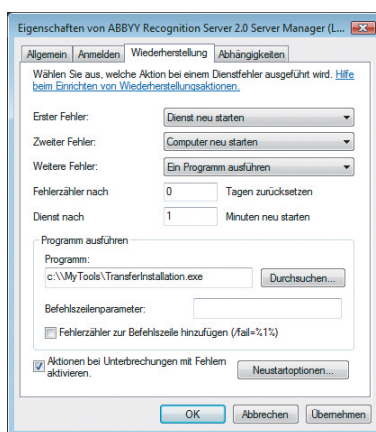 Eigenschaften von ABBYY Recognition Server 2.0 Server Manager (L...
Allgemein Anmelden Wiederherstellung Abhängigkeiten
Wählen Sie aus, welche Aktion bei einem Dienstfehler ausgeführt wird. Hilfe
beim Einrichten von Wiederherstellungsaktionen.
Erster Fehler: Dienst neu starten
Zweiter Fehler: Computer neu starten
Weitere Fehler: Ein Programm ausführen
Fehlerzähler nach 0 Tagen zurücksetzen
Dienst nach 1 Minuten neu starten
Programm ausführen
Programm:
c:\\MyTools\TransferInstallation.exe Durchsuchen...
Befehlszeilenparameter:
Fehlerzähler zur Befehlszeile hinzufügen (/fail=%1%)
Aktionen bei Unterbrechungen mit Fehlern
aktivieren. Neustartoptionen...
OK Abbrechen Übernehmen